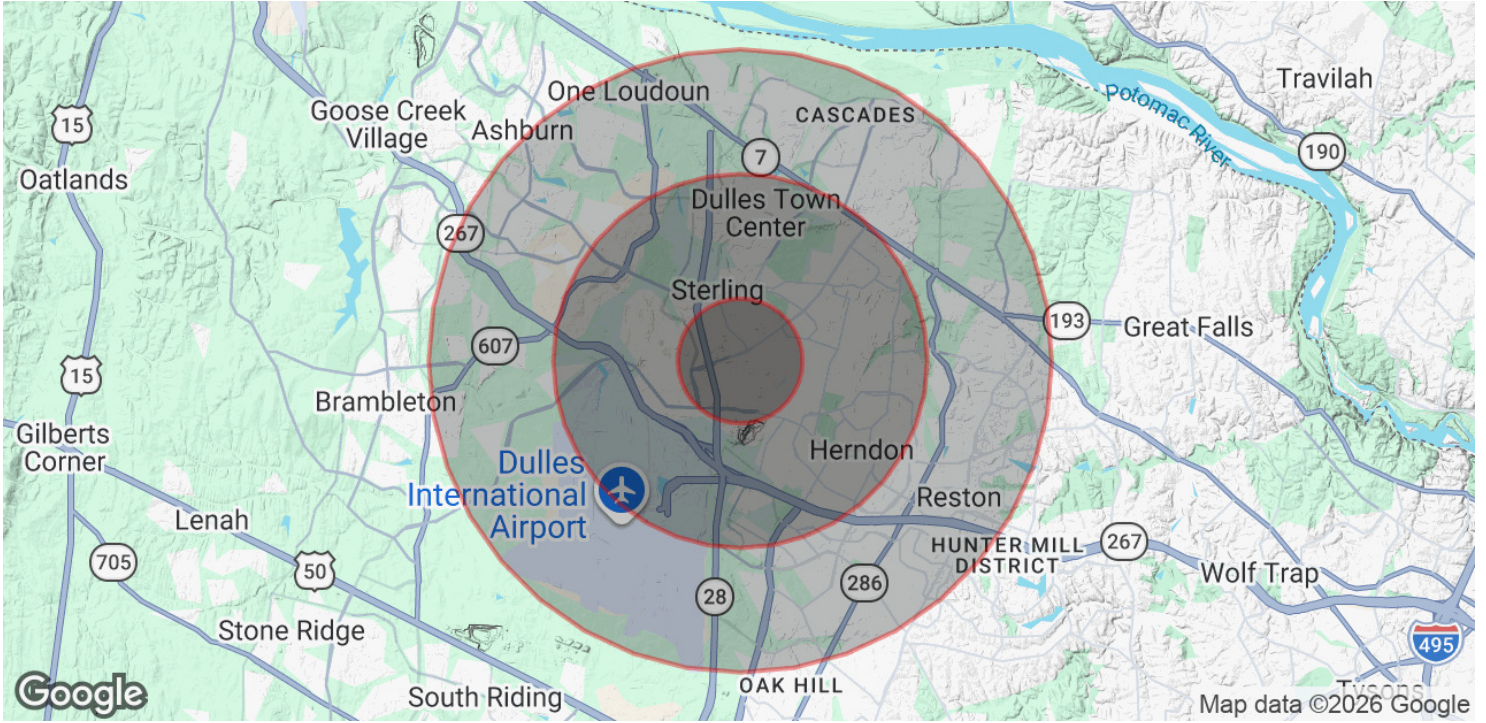 Travilah
One Loudoun
Goose Creek
Village
CASCADES
Potomac River
15
Ashburn
190
7
Oatlands
Dulles Town
Center
267
Sterling
193
Great Falls
607
15
Brambleton
Gilberts
Corner
Herndon
Dulles
International
Airport
Reston
Lenah
HUNTER MILL
DISTRICT
267
705
50
286
28
Wolf Trap
Stone Ridge
495
OAK HILL
South Riding
Tysons
Google
Map data ©2026 Google